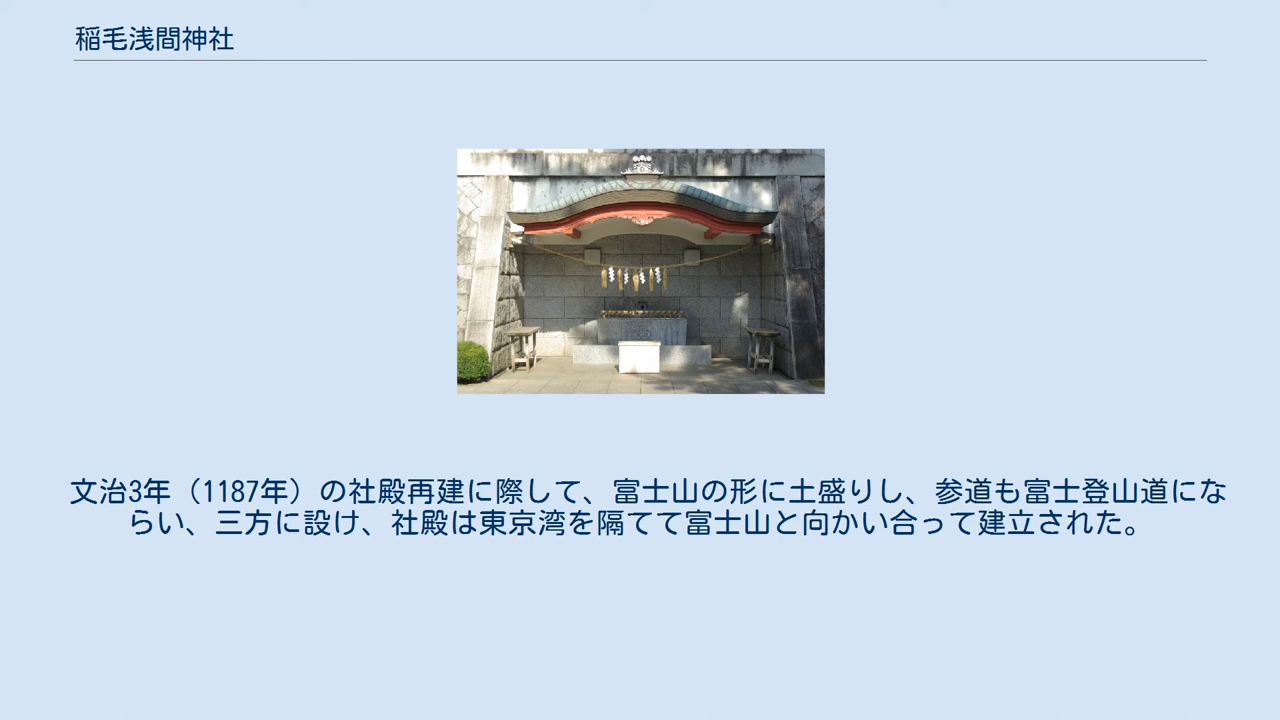 稲毛浅間神社
文治3年（1187年）の社殿再建に際して、富士山の形に土盛りし、参道も富士登山道にな
らい、三方に設け、社殿は東京湾を隔てて富士山と向かい合って建立された。